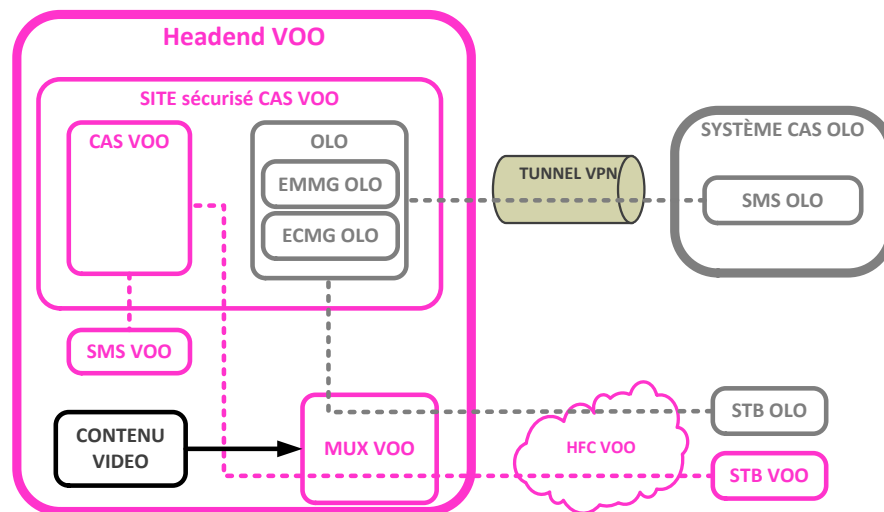 Headend VOO
SITE sécurisé CAS VOO
CAS VOO
OLO
EMMG OLO
ECMG OLO
TUNNEL VPN
SYSTÈME CAS OLO
SMS OLO
SMS VOO
CONTENU
VIDEO
MUX VOO
HFC VOO
STB OLO
STB VOO